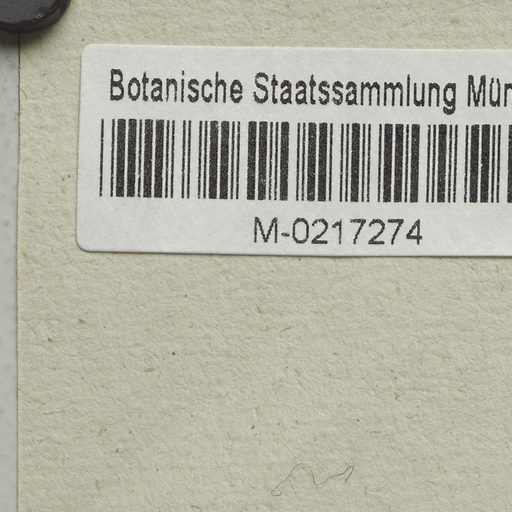 Botanische Staatssammlung Mün
M-0217274